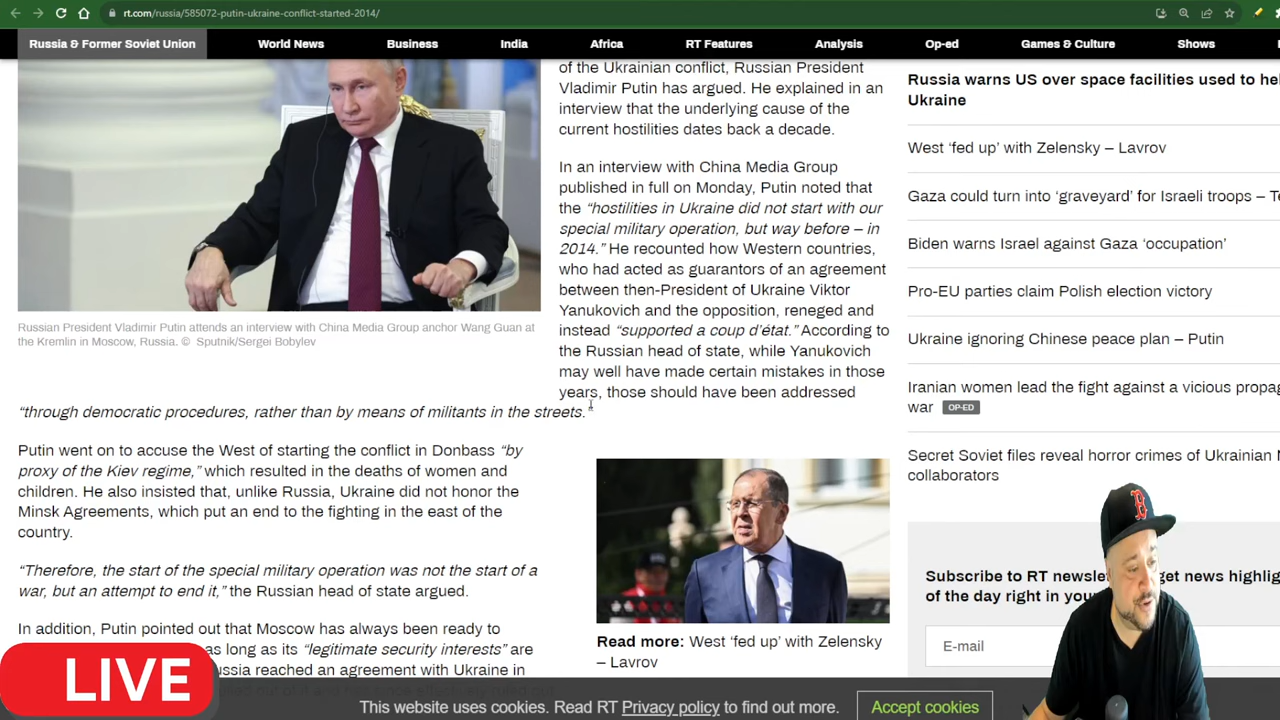 rt.com/russia/585072-putin-ukraine-conflict-started-2014/
Russia & Former Soviet Union World News Business India Africa RT Features Analysis Op-ed Games & Culture Shows
of the Ukrainian conflict, Russian President
Vladimir Putin has argued. He explained in an
interview that the underlying cause of the
current hostilities dates back a decade.
In an interview with China Media Group
published in full on Monday, Putin noted that
the “hostilities in Ukraine did not start with our
special military operation, but way before – in
2014.” He recounted how Western countries,
who had acted as guarantors of an agreement
between then-President of Ukraine Viktor
Yanukovich and the opposition, reneged and
instead “supported a coup d’état.” According to
the Russian head of state, while Yanukovich
may well have made certain mistakes in those
years, those should have been addressed
Russian President Vladimir Putin attends an interview with China Media Group anchor Wang Guan at
the Kremlin in Moscow, Russia. © Sputnik/Sergei Bobylev
“through democratic procedures, rather than by means of militants in the streets.”
Putin went on to accuse the West of starting the conflict in Donbass “by
proxy of the Kiev regime,” which resulted in the deaths of women and
children. He also insisted that, unlike Russia, Ukraine did not honor the
Minsk Agreements, which put an end to the fighting in the east of the
country.
“Therefore, the start of the special military operation was not the start of a
war, but an attempt to end it,” the Russian head of state argued.
In addition, Putin pointed out that Moscow has always been ready to
as long as its “legitimate security interests” are
reached an agreement with Ukraine in
Read more: West ‘fed up’ with Zelensky
– Lavrov
Russia warns US over space facilities used to
Ukraine
West ‘fed up’ with Zelensky – Lavrov
Gaza could turn into ‘graveyard’ for Israeli troops –
Biden warns Israel against Gaza ‘occupation’
Pro-EU parties claim Polish election victory
Ukraine ignoring Chinese peace plan – Putin
Iranian women lead the fight against a vicious
war OP-ED
Secret Soviet files reveal horror crimes of Ukrainian
collaborators
Subscribe to RT get news
of the day right in
E-mail
B
LIVE
This website uses cookies. Read RT Privacy policy to find out more. Accept cookies